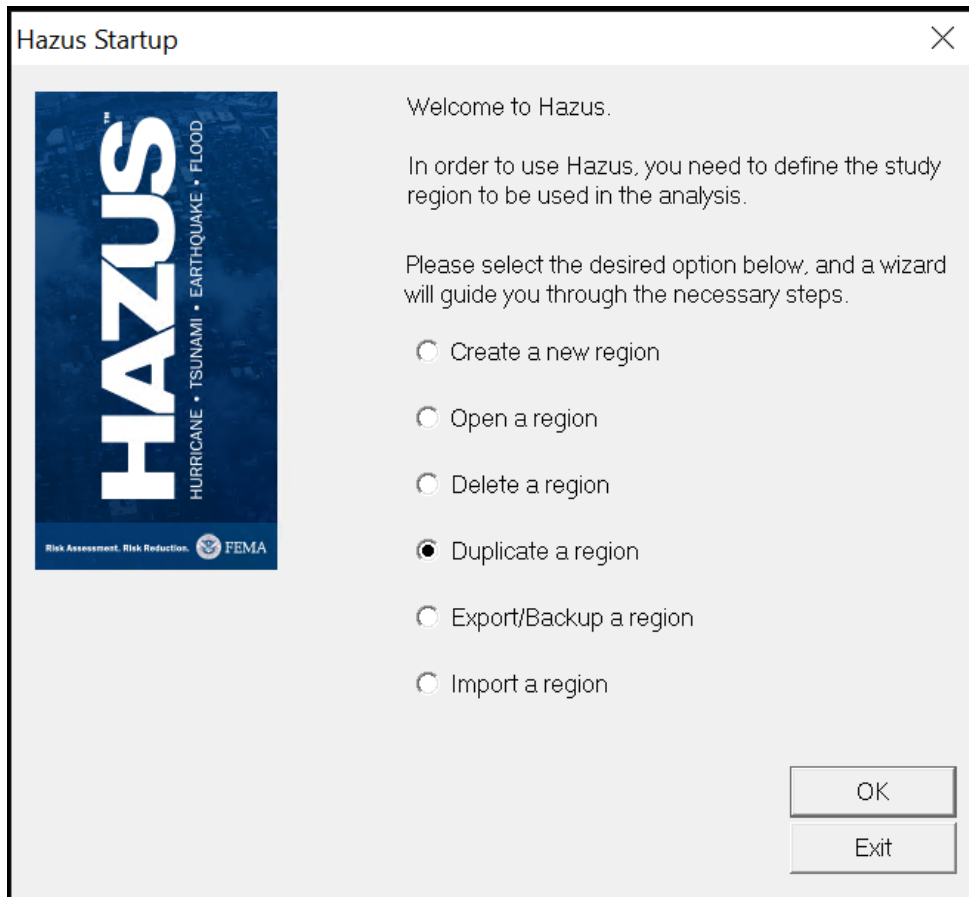 Hazus Startup
HAZUS™
HURRICANE • TSUNAMI • EARTHQUAKE • FLOOD
Risk Assessment. Risk Reduction. FEMA
Welcome to Hazus.
In order to use Hazus, you need to define the study
region to be used in the analysis.
Please select the desired option below, and a wizard
will guide you through the necessary steps.
Create a new region
Open a region
Delete a region
Duplicate a region
Export/Backup a region
Import a region
OK
Exit